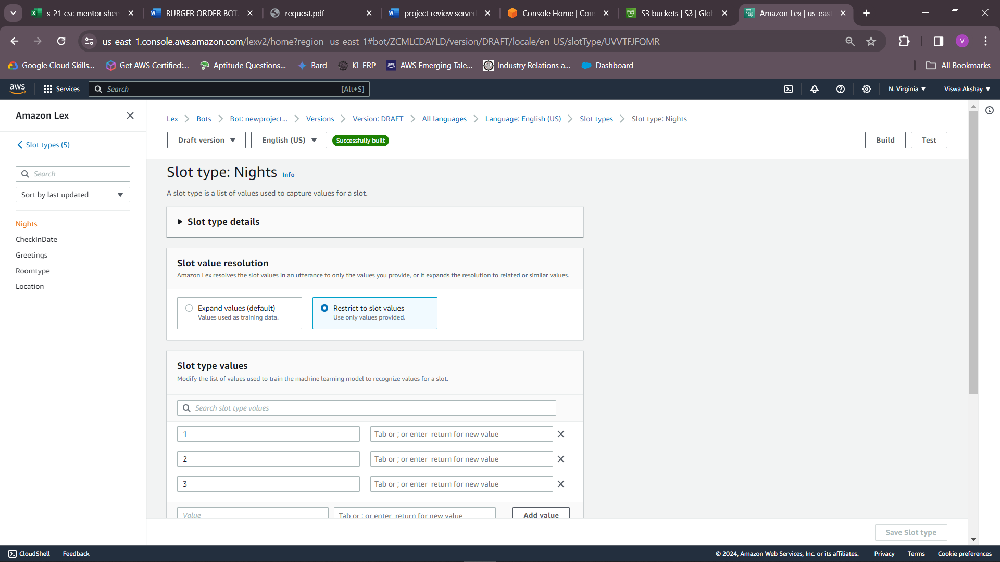 s-21 csc mentor shee
BURGER ORDER BOT.
request.pdf
project review server
Console Home | Con
S3 buckets | S3 | Glo
Amazon Lex | us-east
us-east-1.console.aws.amazon.com/lexv2/home?region=us-east-1#bot/ZCMLCDAYLD/version/DRAFT/locale/en_US/slotType/UVVTFJFQMR
V
Google Cloud Skills...
Get AWS Certified:...
Aptitude Questions...
Bard
KL ERP
AWS Emerging Tale...
Industry Relations a...
Dashboard
All Bookmarks
aws
Services
Search
[Alt+S]
N. Virginia
Viswa Akshay
Amazon Lex
Slot types (5)
Search
Sort by last updated
Nights
CheckInDate
Greetings
Roomtype
Location
Lex
Bots
Bot: newproject...
Versions
Version: DRAFT
All languages
Language: English (US)
Slot types
Slot type: Nights
Draft version
English (US)
Successfully built
Build
Test
Slot type: Nights Info
A slot type is a list of values used to capture values for a slot.
Slot type details
Slot value resolution
Amazon Lex resolves the slot values in an utterance to only the values you provide, or it expands the resolution to related or similar values.
Expand values (default)
Values used as training data.
Restrict to slot values
Use only values provided.
Slot type values
Modify the list of values used to train the machine learning model to recognize values for a slot.
Search slot type values
1
Tab or ; or enter return for new value
2
Tab or ; or enter return for new value
3
Tab or ; or enter return for new value
Value
Tab or ; or enter return for new value
Add value
Save Slot type
CloudShell
Feedback
© 2024, Amazon Web Services, Inc. or its affiliates.
Privacy
Terms
Cookie preferences